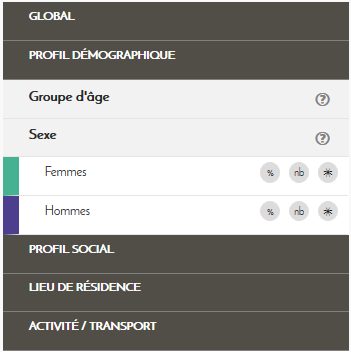 GLOBAL
PROFIL DÉMOGRAPHIQUE
Groupe d'âge ?
Sexe ?
Femmes % nb *
Hommes % nb *
PROFIL SOCIAL
LIEU DE RÉSIDENCE
ACTIVITÉ / TRANSPORT